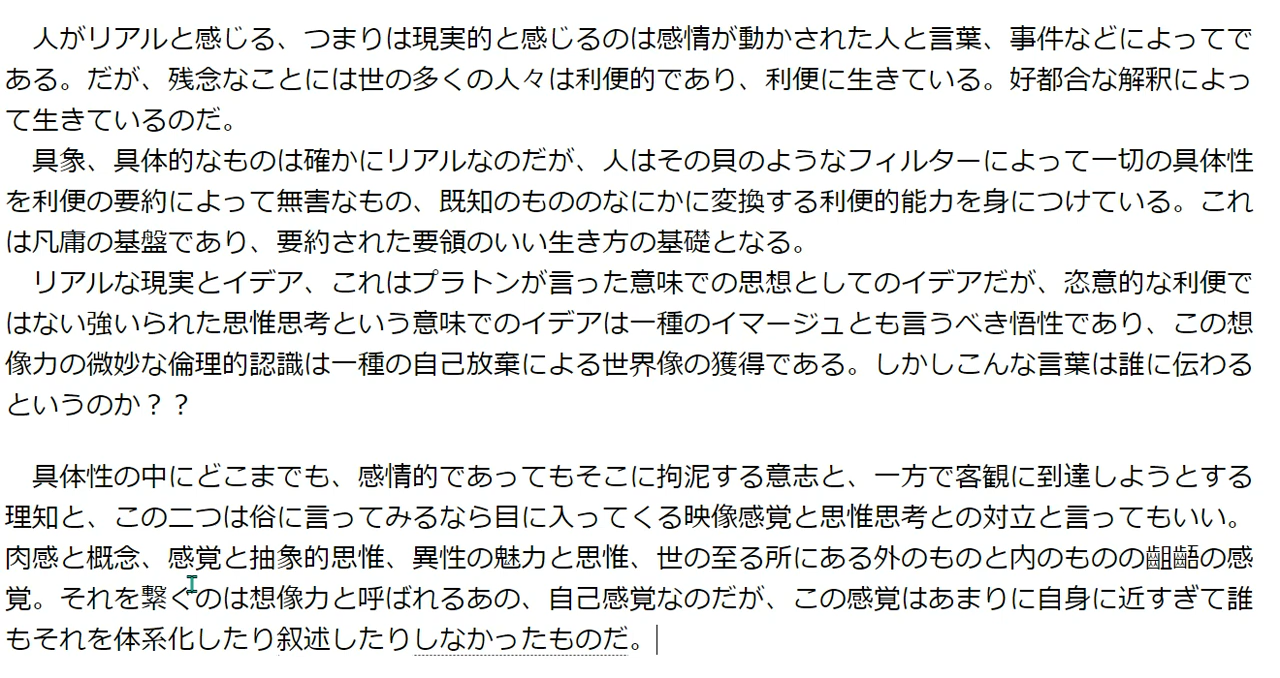 人がリアルと感じる、つまりは現実的と感じるのは感情が動かされた人と言葉、事件などによってで
ある。だが、残念なことには世の多くの人々は利便的であり、利便に生きている。好都合な解釈によっ
て生きているのだ。
　具象、具体的なものは確かにリアルなのだが、人はその貝のようなフィルターによって一切の具体性
を利便の要約によって無害なもの、既知のもののなにかに変換する利便的能力を身につけている。これ
は凡庸の基盤であり、要約された要領のいい生き方の基礎となる。
　リアルな現実とイデア、これはプラトンが言った意味での思想としてのイデアだが、恣意的な利便で
はない強いられた思惟思考という意味でのイデアは一種のイマージュとも言うべき悟性であり、この想
像力の微妙な倫理的認識は一種の自己放棄による世界像の獲得である。しかしこんな言葉は誰に伝わる
というのか？？
　具体性の中にどこまでも、感情的であってもそこに拘泥する意志と、一方で客観に到達しようとする
理知と、この二つは俗に言ってみるなら目に入ってくる映像感覚と思惟思考との対立と言ってもいい。
肉感と概念、感覚と抽象的思惟、異性の魅力と思惟、世の至る所にある外のものと内のものの齟齬の感
覚。それを繋ぐのは想像力と呼ばれるあの、自己感覚なのだが、この感覚はあまりに自身に近すぎて誰
もそれを体系化したり叙述したりしなかったものだ。